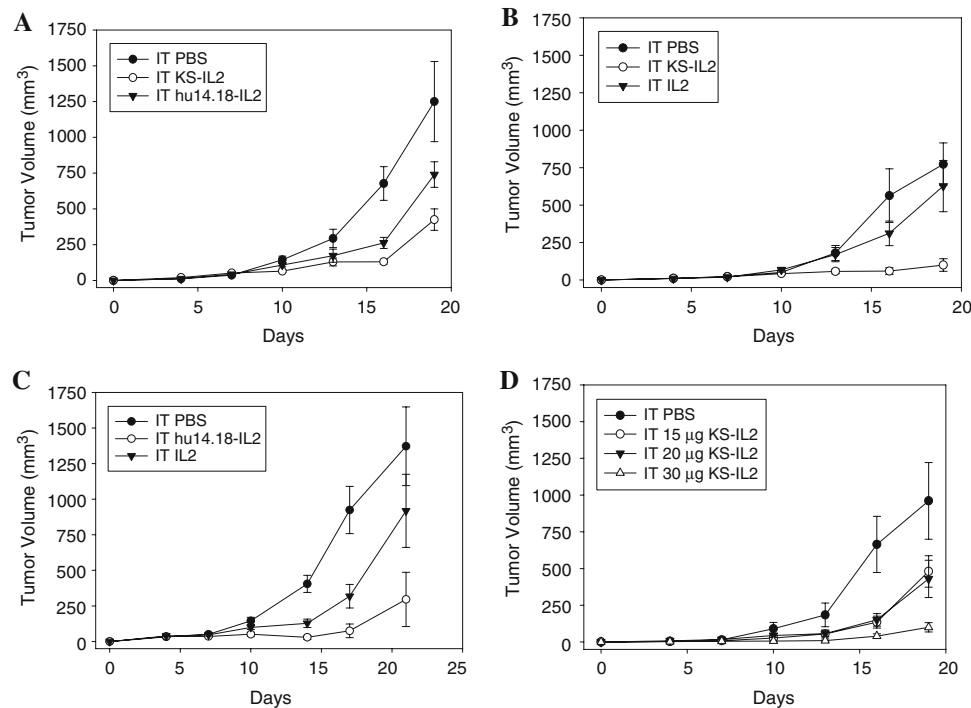 A
IT PBS
IT KS-IL2
IT hu14.18-IL2
Tumor Volume (mm³)
1750
1500
1250
1000
750
500
250
0
0 5 10 15 20
Days
B
IT PBS
IT KS-IL2
IT IL2
Tumor Volume (mm³)
1750
1500
1250
1000
750
500
250
0
0 5 10 15 20
Days
C
IT PBS
IT hu14.18-IL2
IT IL2
Tumor Volume (mm³)
1750
1500
1250
1000
750
500
250
0
0 5 10 15 20 25
Days
D
IT PBS
IT 15 μg KS-IL2
IT 20 μg KS-IL2
IT 30 μg KS-IL2
Tumor Volume (mm³)
1750
1500
1250
1000
750
500
250
0
0 5 10 15 20
Days